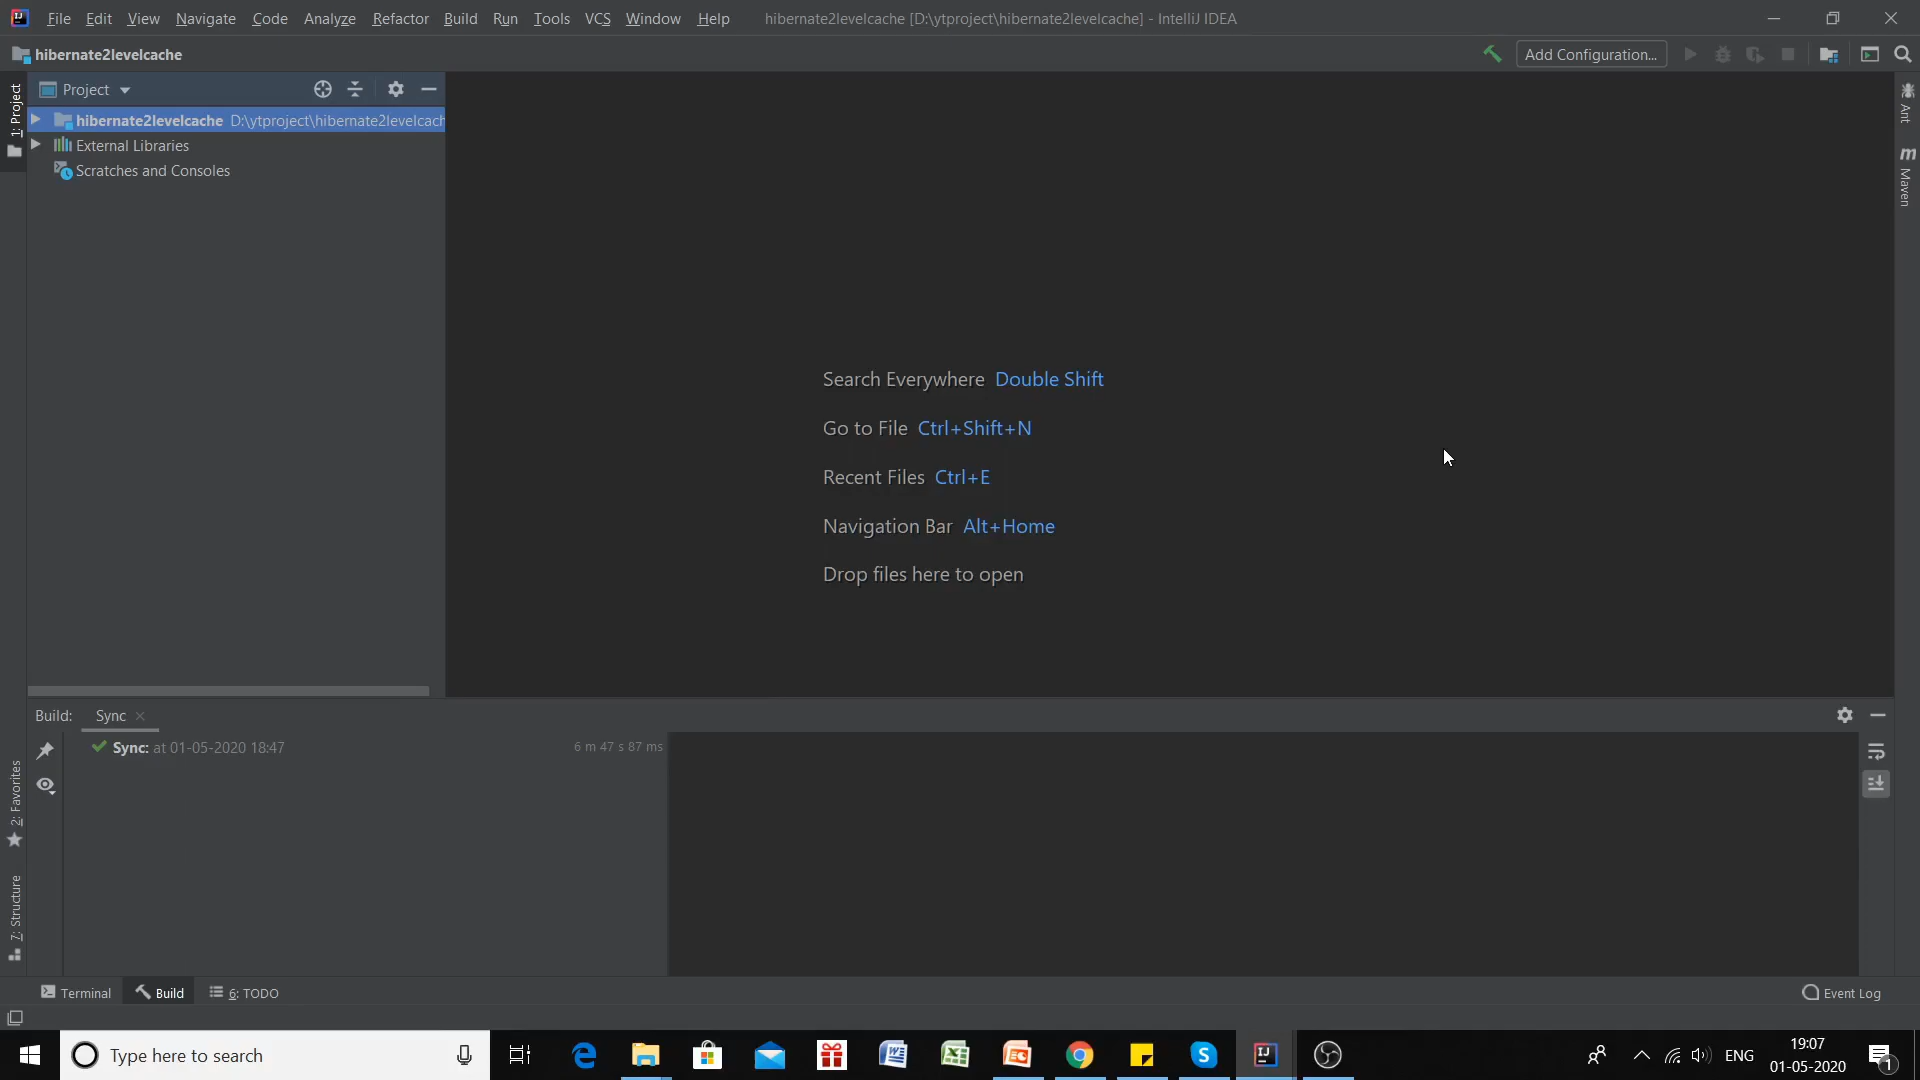 File Edit View Navigate Code Analyze Refactor Build Run Tools VCS Window Help hibernate2levelcache [D:\ytproject\hibernate2levelcache] - IntelliJ IDEA
hibernate2levelcache
Add Configuration...
1: Project
Project
hibernate2levelcache D:\ytproject\hibernate2levelcach
External Libraries
Scratches and Consoles
Ant
m Maven
Search Everywhere Double Shift
Go to File Ctrl+Shift+N
Recent Files Ctrl+E
Navigation Bar Alt+Home
Drop files here to open
Build: Sync
Sync: at 01-05-2020 18:47 6 m 47 s 87 ms
2: Favorites
7: Structure
Terminal Build 6: TODO Event Log
Type here to search
ENG
19:07
01-05-2020
1